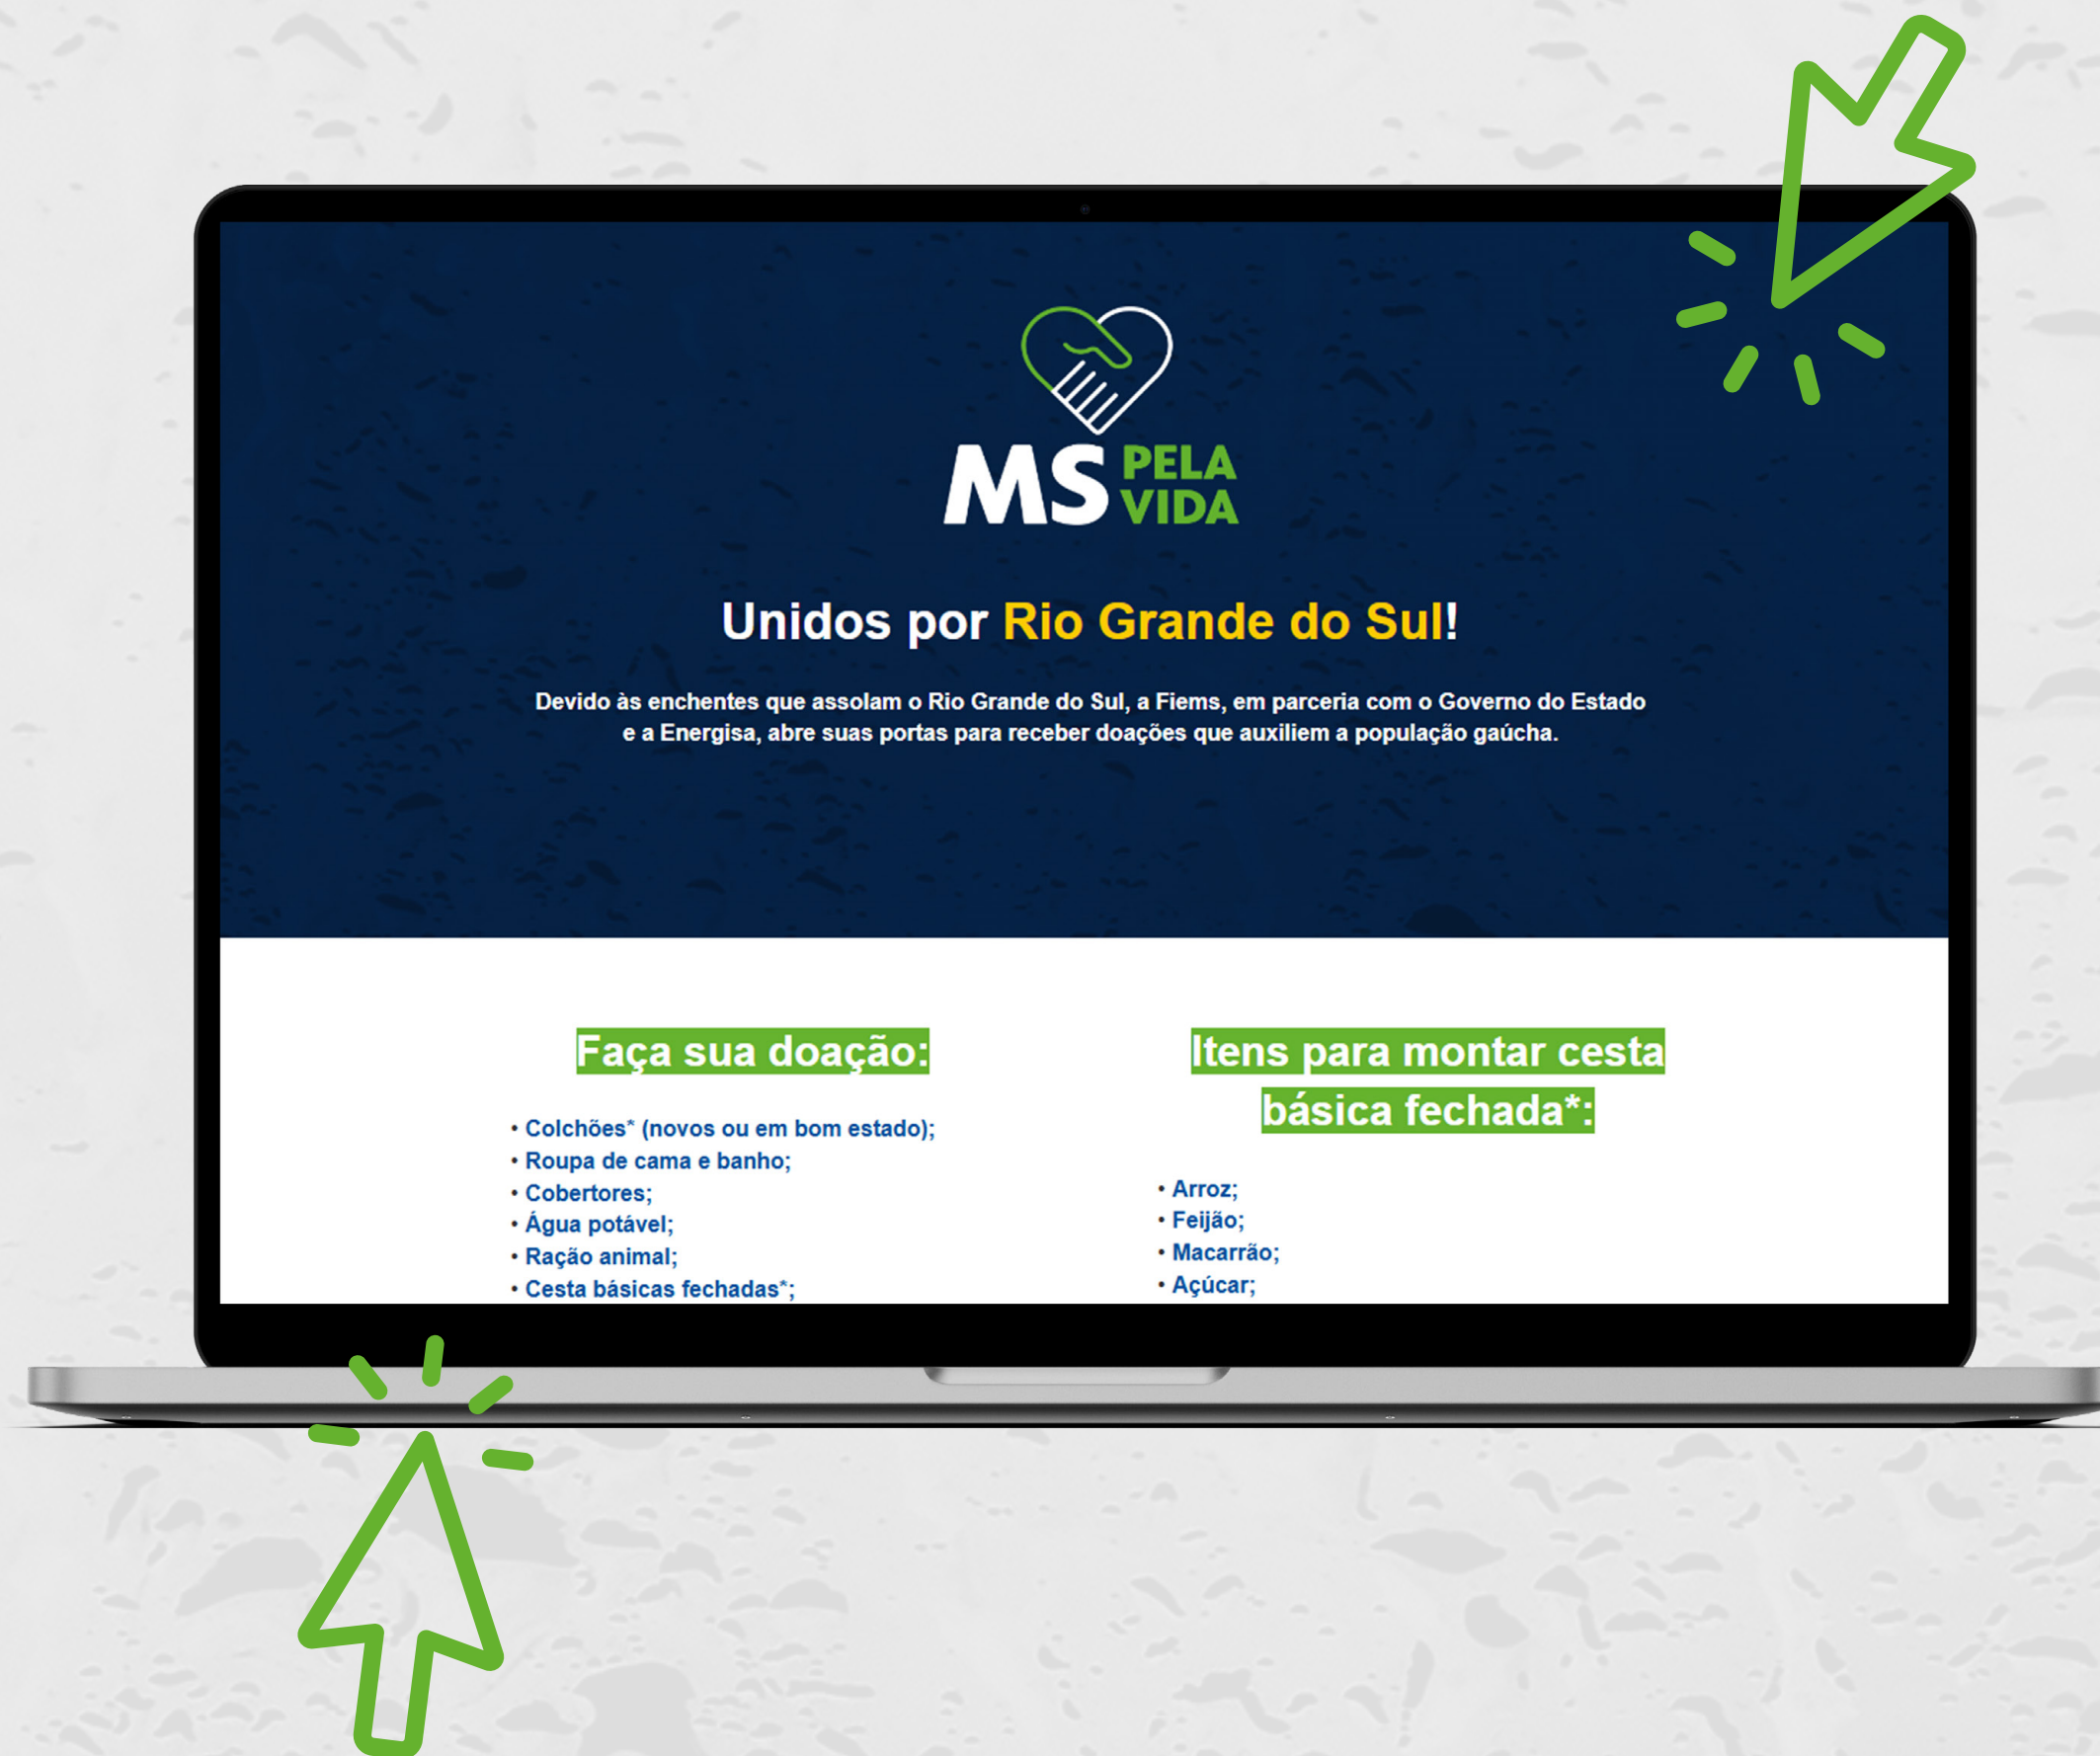 MS PELA
VIDA
Unidos por Rio Grande do Sul!
Devido às enchentes que assolam o Rio Grande do Sul, a Fiems, em parceria com o Governo do Estado
e a Energisa, abre suas portas para receber doações que auxiliem a população gaúcha.
Faça sua doação:
• Colchões* (novos ou em bom estado);
• Roupa de cama e banho;
• Cobertores;
• Água potável;
• Ração animal;
• Cesta básicas fechadas*;
Itens para montar cesta
básica fechada*:
• Arroz;
• Feijão;
• Macarrão;
• Açúcar;